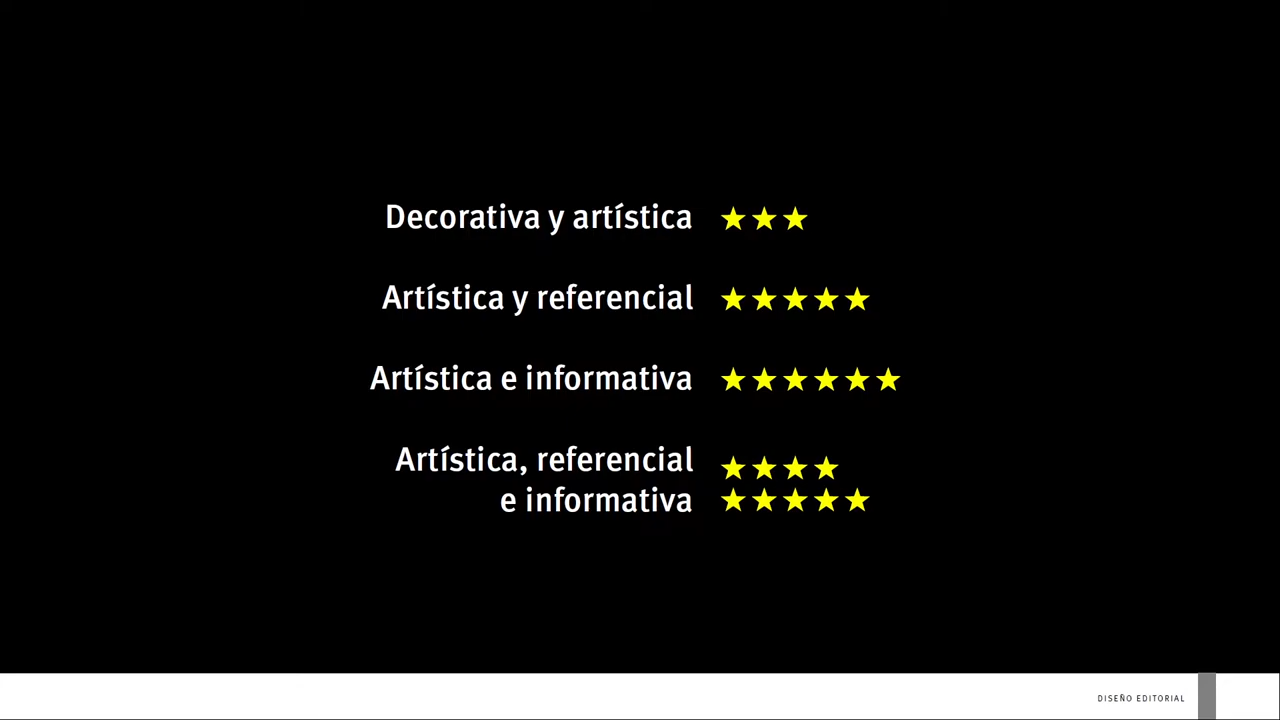 Decorativa y artística ★★★
Artística y referencial ★★★★★
Artística e informativa ★★★★★★
Artística, referencial ★★★★
e informativa ★★★★★
DISEÑO EDITORIAL